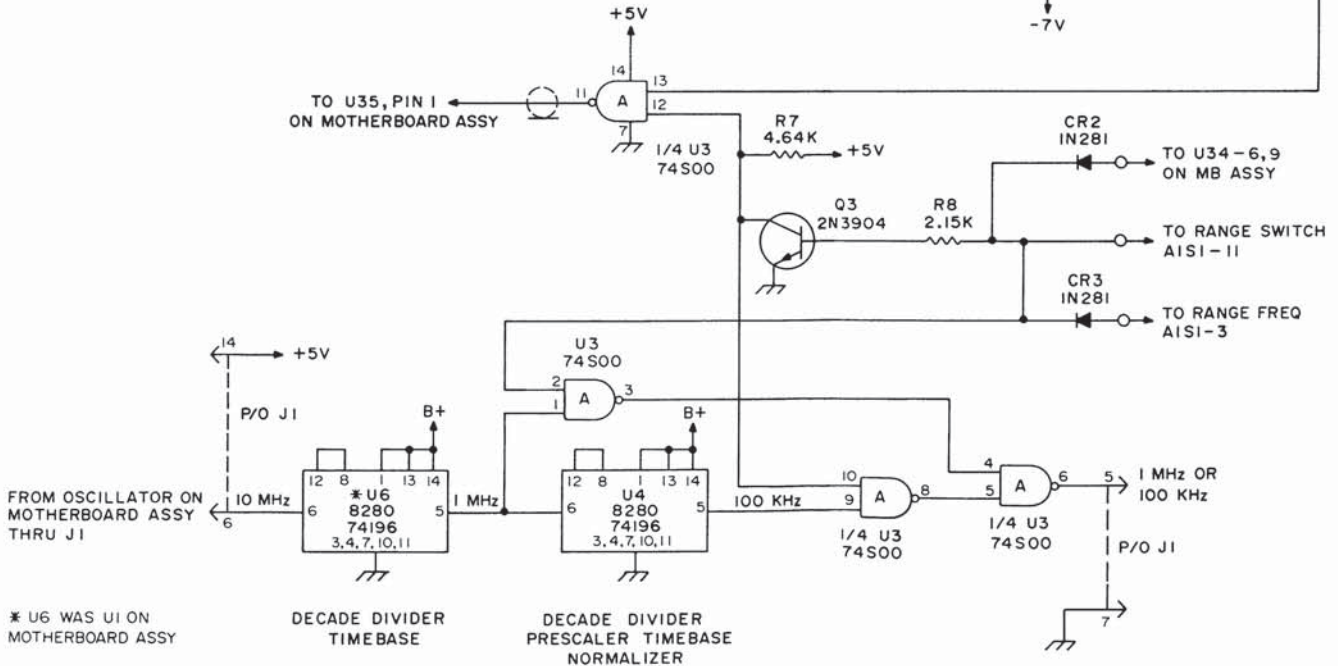 +5V
-7V
14
13
11
A
12
7
TO U35, PIN 1
ON MOTHERBOARD ASSY
1/4 U3
74S00
R7
4.64K
+5V
CR2
1N281
TO U34-6,9
ON MB ASSY
Q3
2N3904
R8
2.15K
TO RANGE SWITCH
A1S1-11
CR3
1N281
TO RANGE FREQ
A1S1-3
14
+5V
U3
74S00
2
A
3
1
P/O J1
B+
B+
12
8
1
13
14
12
8
1
13
14
FROM OSCILLATOR ON
MOTHERBOARD ASSY
THRU J1
10 MHz
6
6
* U6
8280
74196
3,4,7,10,11
5
1 MHz
6
U4
8280
74196
3,4,7,10,11
5
100 KHz
10
A
8
9
1/4 U3
74S00
4
A
6
5
1/4 U3
74S00
5
1 MHz OR
100 KHz
P/O J1
7
* U6 WAS U1 ON
MOTHERBOARD ASSY
DECADE DIVIDER
TIMEBASE
DECADE DIVIDER
PRESCALER TIMEBASE
NORMALIZER